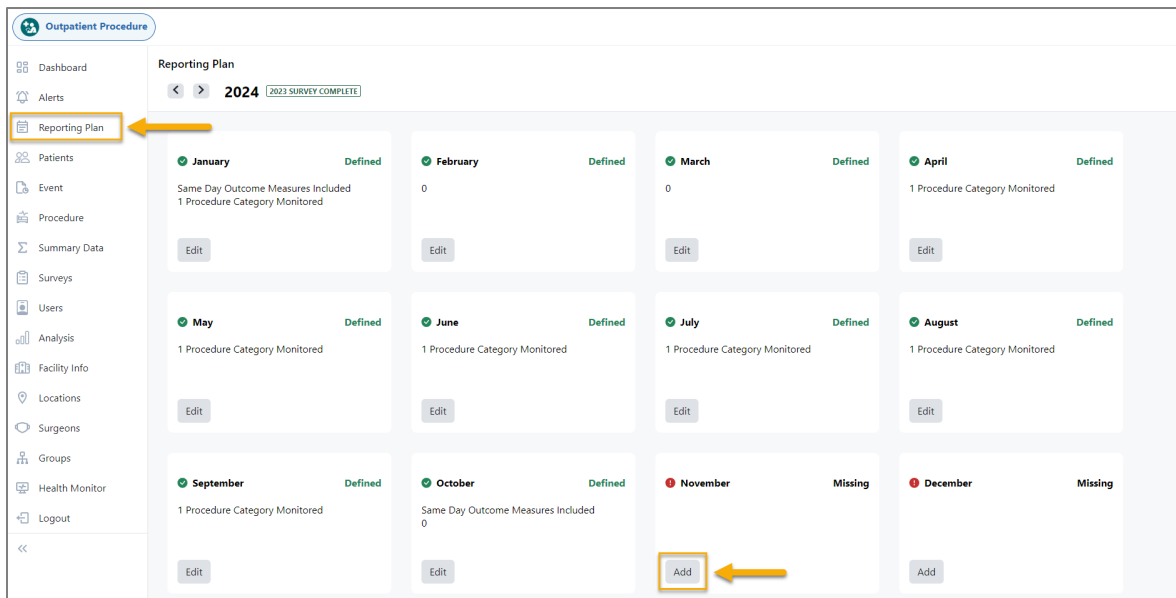 Outpatient Procedure
Dashboard
Alerts
Reporting Plan
Patients
Event
Procedure
Summary Data
Surveys
Users
Analysis
Facility Info
Locations
Surgeons
Groups
Health Monitor
Logout
Reporting Plan
2024 2023 SURVEY COMPLETE
January Defined
Same Day Outcome Measures Included
1 Procedure Category Monitored
Edit
February Defined
0
Edit
March Defined
0
Edit
April Defined
1 Procedure Category Monitored
Edit
May Defined
1 Procedure Category Monitored
Edit
June Defined
1 Procedure Category Monitored
Edit
July Defined
1 Procedure Category Monitored
Edit
August Defined
1 Procedure Category Monitored
Edit
September Defined
1 Procedure Category Monitored
Edit
October Defined
Same Day Outcome Measures Included
0
Edit
November Missing
Add
December Missing
Add